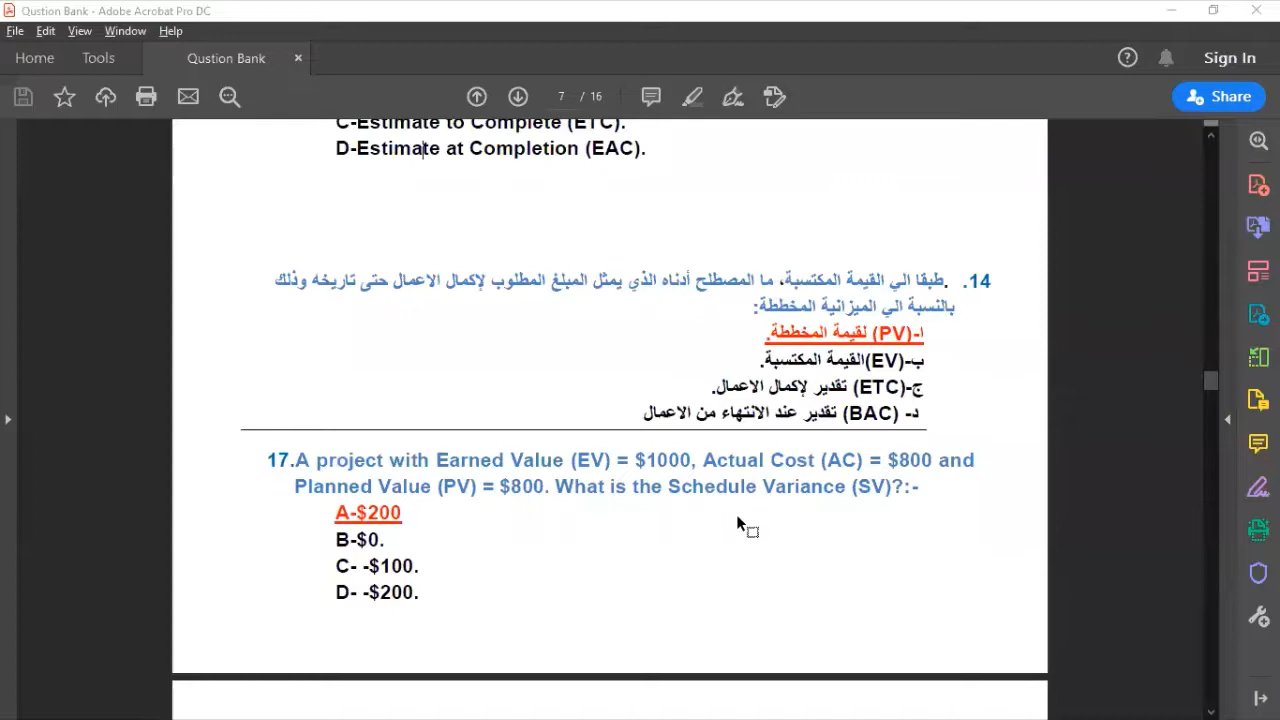 Qustion Bank - Adobe Acrobat Pro DC
File Edit View Window Help
Home Tools Qustion Bank × Sign In
7 / 16 Share
C-Estimate to Complete (ETC).
D-Estimate at Completion (EAC).
14. .طبقا الي القيمة المكتسبة، ما المصطلح أدناه الذي يمثل المبلغ المطلوب لإكمال الاعمال حتى تاريخه وذلك
بالنسبة الي الميزانية المخططة:
ا-(PV) لقيمة المخططة.
ب-(EV)القيمة المكتسبة.
ج-(ETC) تقدير لإكمال الاعمال.
د- (BAC) تقدير عند الانتهاء من الاعمال
17.A project with Earned Value (EV) = $1000, Actual Cost (AC) = $800 and
Planned Value (PV) = $800. What is the Schedule Variance (SV)?:-
A-$200
B-$0.
C- -$100.
D- -$200.